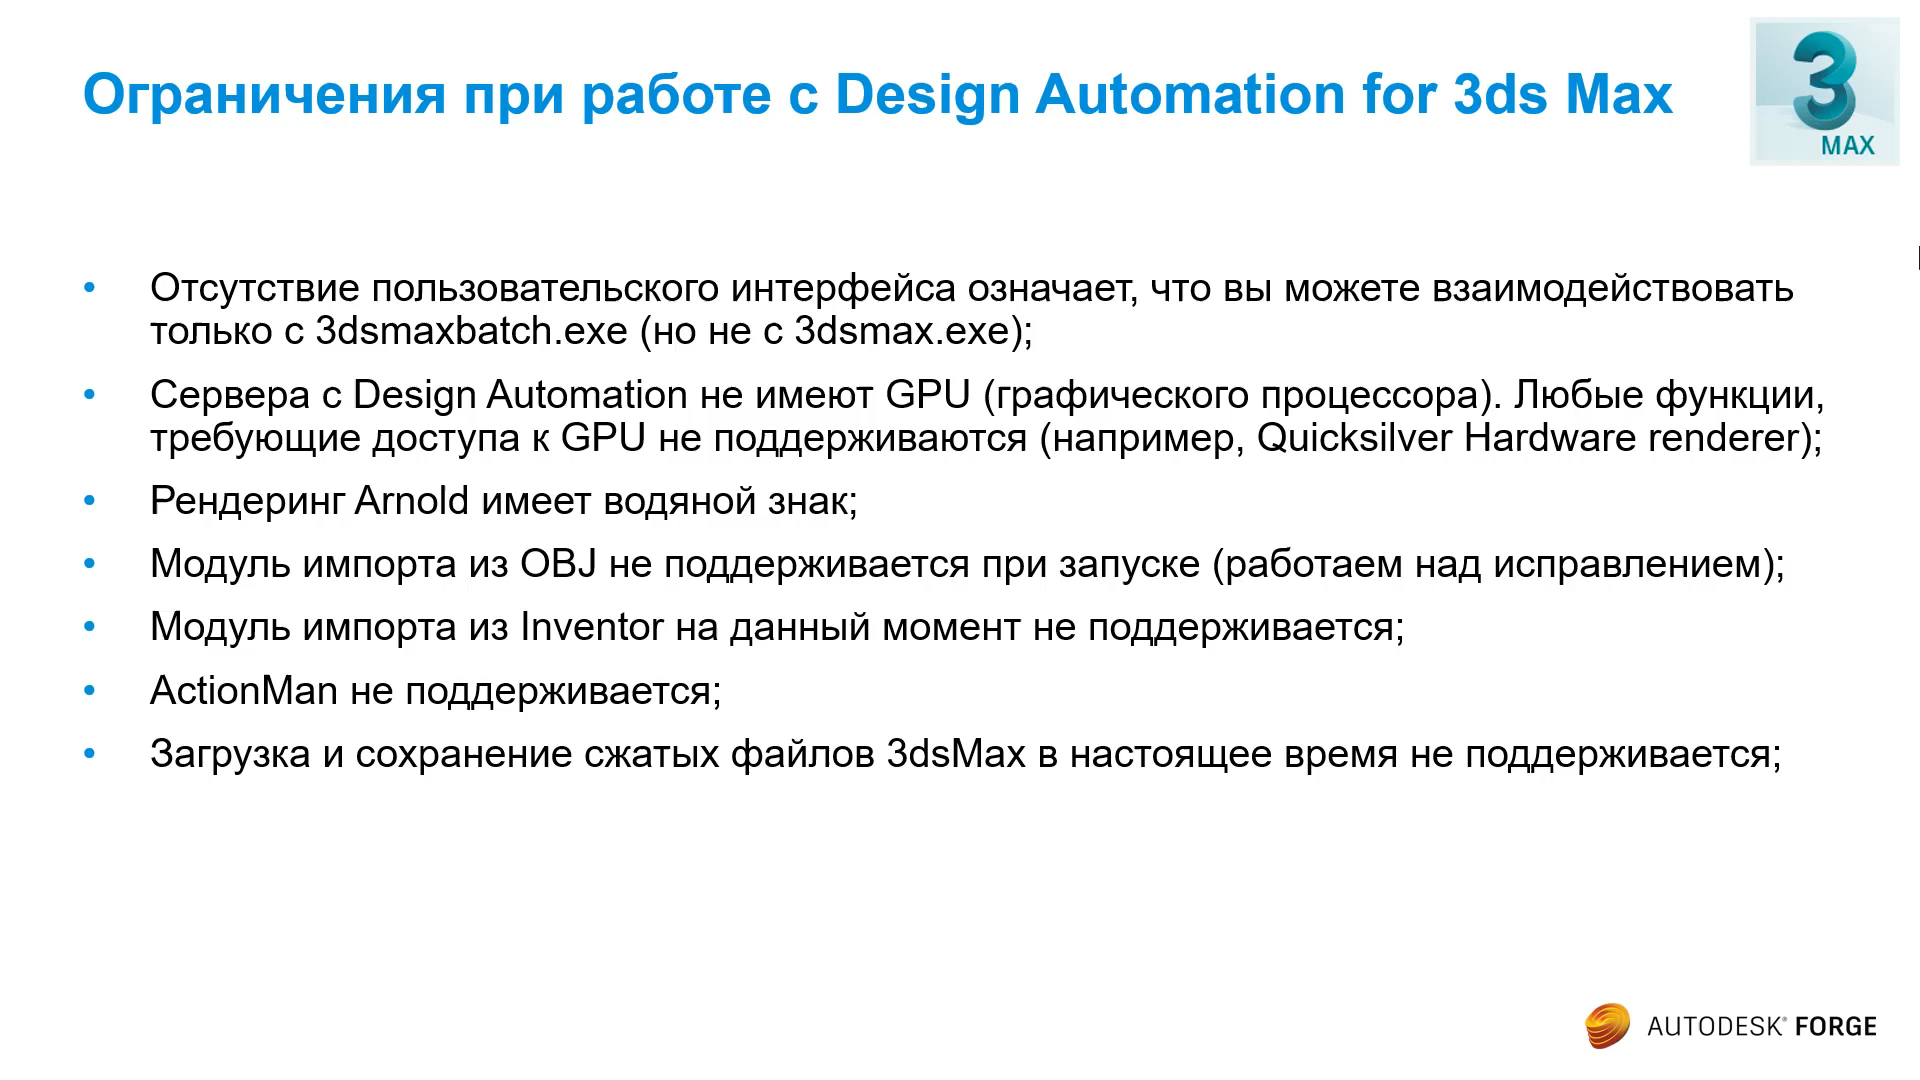 Ограничения при работе с Design Automation for 3ds Max
3
MAX
• Отсутствие пользовательского интерфейса означает, что вы можете взаимодействовать
только с 3dsmaxbatch.exe (но не с 3dsmax.exe);
• Сервера с Design Automation не имеют GPU (графического процессора). Любые функции,
требующие доступа к GPU не поддерживаются (например, Quicksilver Hardware renderer);
• Рендеринг Arnold имеет водяной знак;
• Модуль импорта из OBJ не поддерживается при запуске (работаем над исправлением);
• Модуль импорта из Inventor на данный момент не поддерживается;
• ActionMan не поддерживается;
• Загрузка и сохранение сжатых файлов 3dsMax в настоящее время не поддерживается;
AUTODESK® FORGE